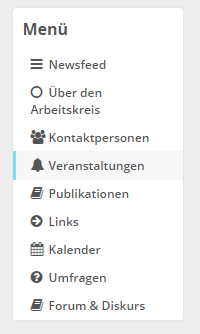 Menü
Newsfeed
Über den
Arbeitskreis
Kontaktpersonen
Veranstaltungen
Publikationen
Links
Kalender
Umfragen
Forum & Diskurs